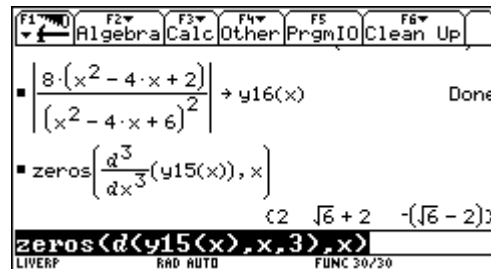 F1 F2 F3 F4 F5 F6
Algebra Calc Other PrgmIO Clean Up
▪ |8·(x² - 4·x + 2) / (x² - 4·x + 6)²| → y16(x) Done
▪ zeros(d³/dx³(y15(x)), x)
{2 √6 + 2 -(√6 - 2)}
zeros(d(y15(x),x,3),x)
LIVERP RAD AUTO FUNC 30/30